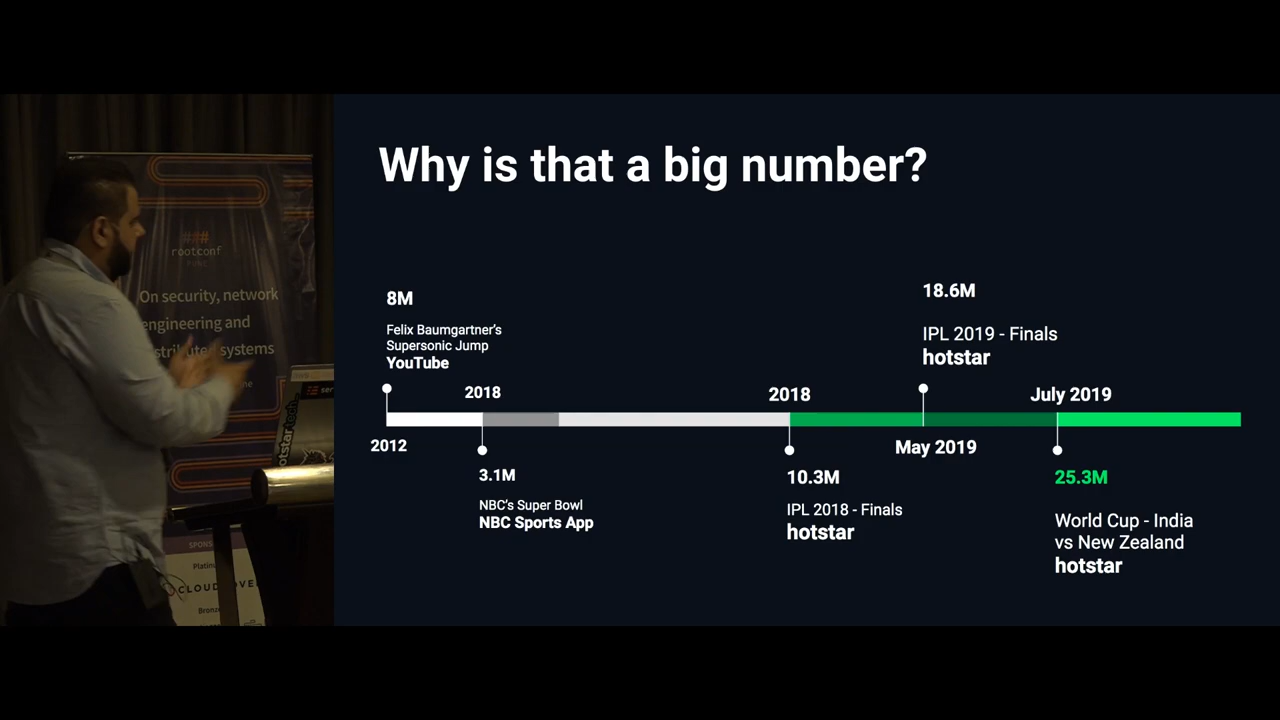 Why is that a big number?
8M
Felix Baumgartner's
Supersonic Jump
YouTube
2012
2018
3.1M
NBC's Super Bowl
NBC Sports App
2018
10.3M
IPL 2018 - Finals
hotstar
18.6M
IPL 2019 - Finals
hotstar
May 2019
July 2019
25.3M
World Cup - India
vs New Zealand
hotstar
rootconf
On security, network
engineering and
systems